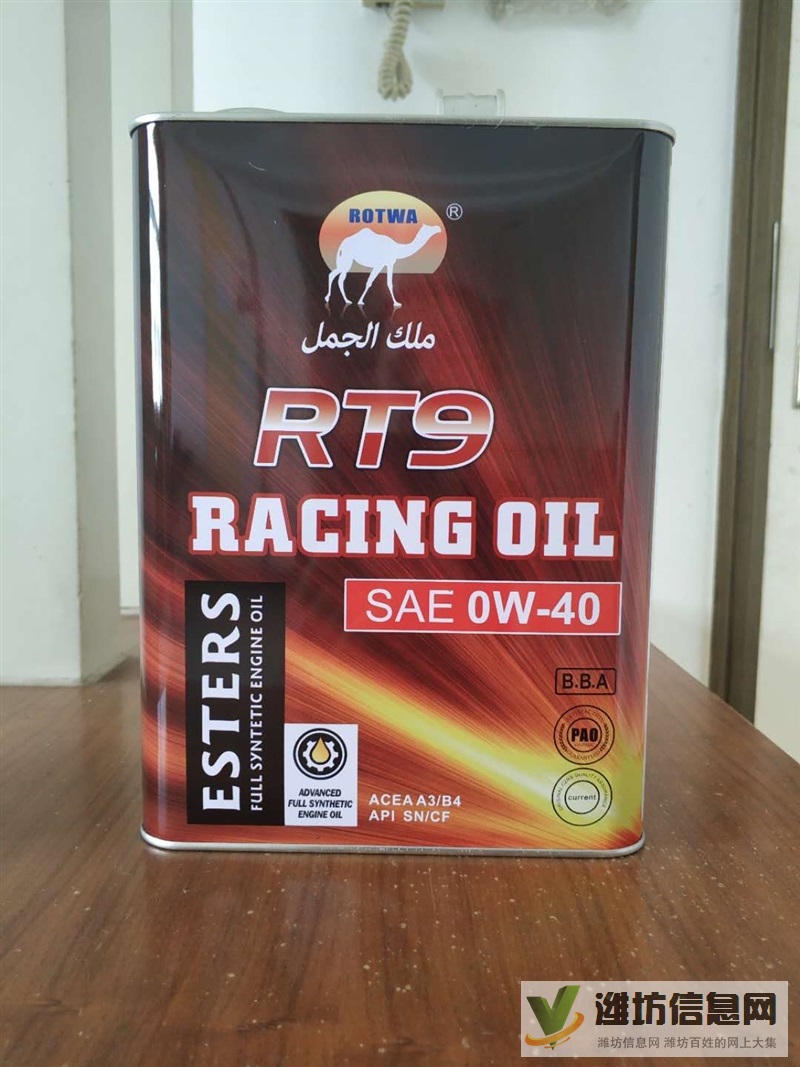 ROTWA
®
ملك الجمل
RT9
RACING OIL
SAE 0W-40
ESTERS
FULL SYNTETIC ENGINE OIL
B.B.A
PAO
current
ADVANCED
FULL SYNTHETIC
ENGINE OIL
ACEA A3/B4
API SN/CF
潍坊信息网
潍坊信息网 潍坊百姓的网上大集